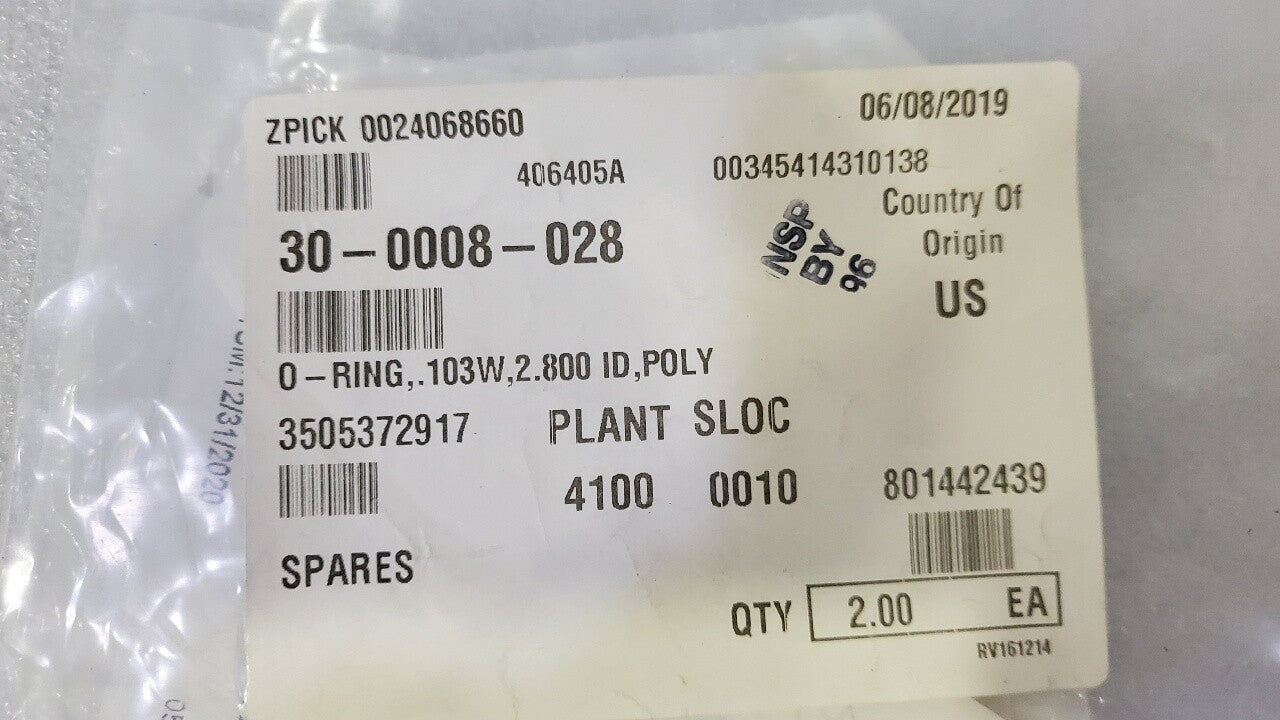 ZPICK 0024068660
06/08/2019
406405A
00345414310138
30-0008-028
NSP
BY
96
Country Of
Origin
US
O-RING,.103W,2.800 ID,POLY
3505372917
PLANT SLOC
4100 0010
801442439
SPARES
QTY 2.00 EA
RV161214
12/31/2020